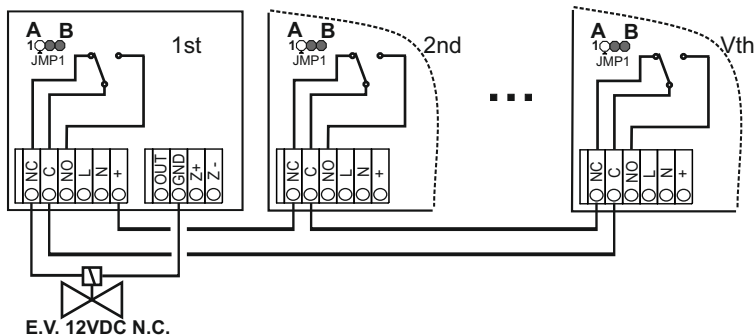 A B 1st
1
JMP1
NC C NO L N +
OUT GND Z+ Z -
A B 2nd
1
JMP1
NC C NO L N +
...
A B Vth
1
JMP1
NC C NO L N +
E.V. 12VDC N.C.